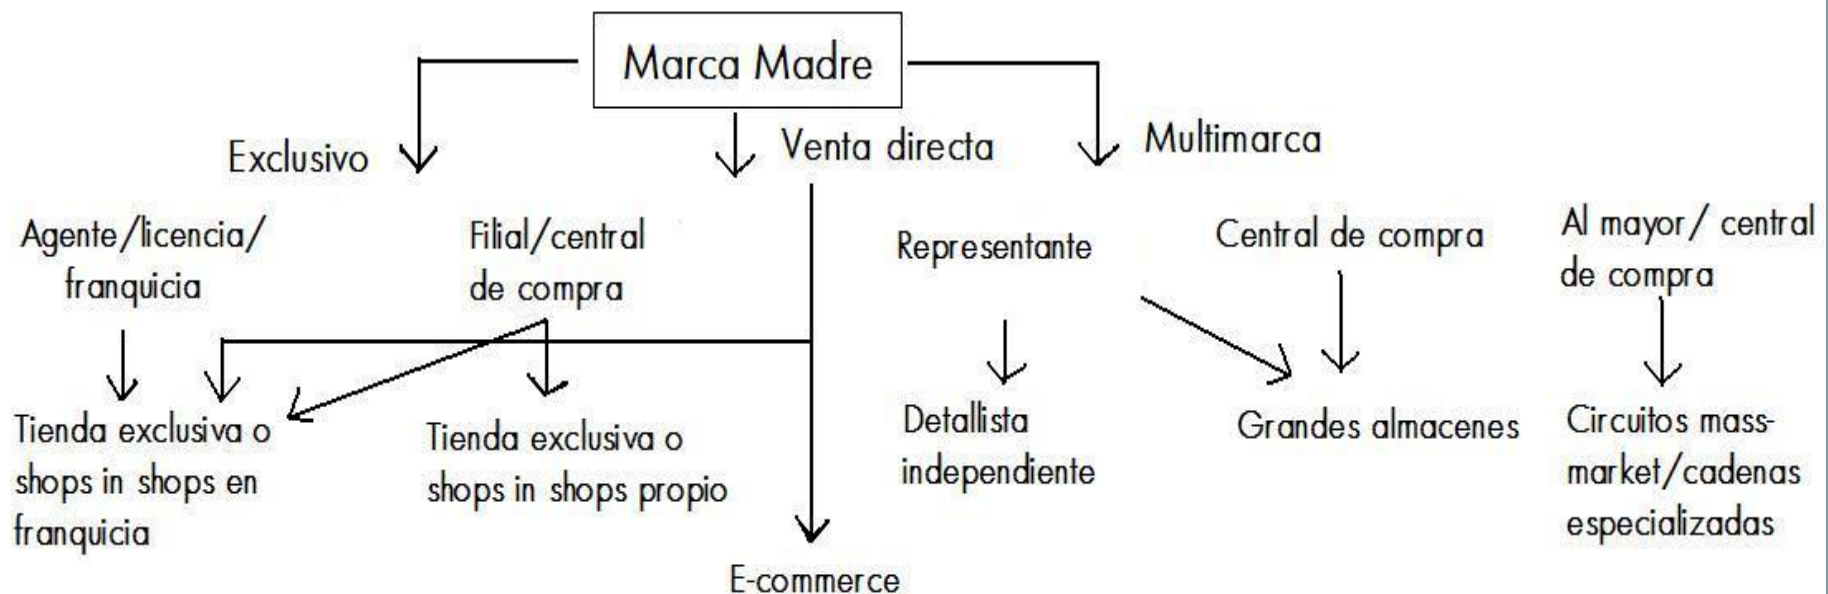 Marca Madre
Exclusivo
Venta directa
Multimarca
Agente/licencia/
franquicia
Filial/central
de compra
Representante
Central de compra
Al mayor/ central
de compra
Tienda exclusiva o
shops in shops en
franquicia
Tienda exclusiva o
shops in shops propio
Detallista
independiente
Grandes almacenes
Circuitos mass-
market/cadenas
especializadas
E-commerce